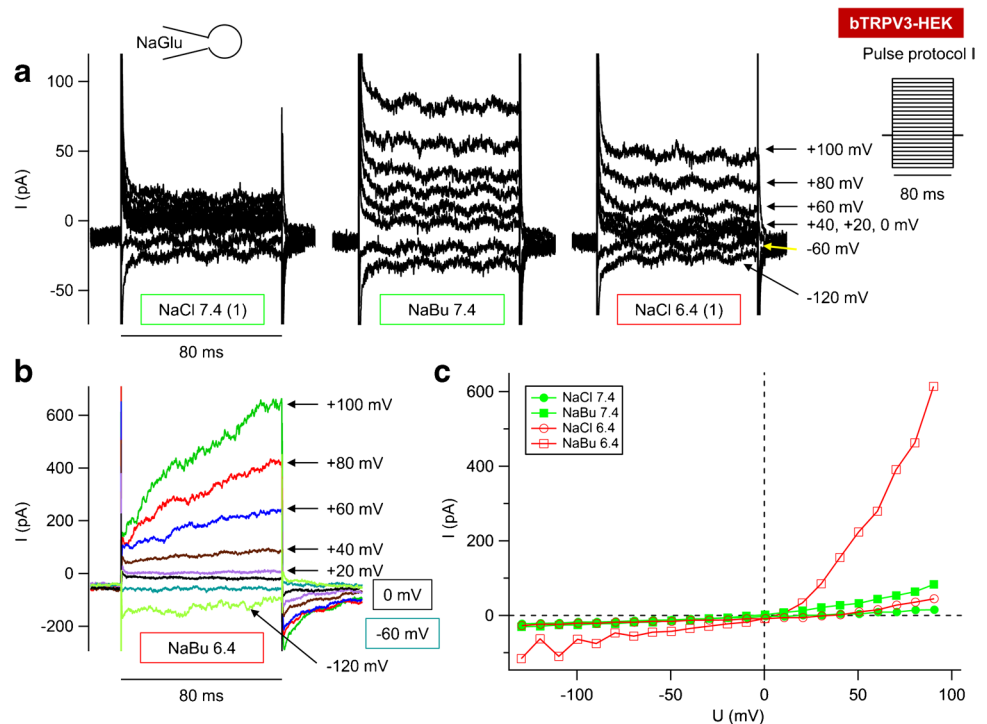 bTRPV3-HEK
NaGlu
Pulse protocol I
a
100
50
0
-50
I (pA)
+100 mV
+80 mV
+60 mV
+40, +20, 0 mV
-60 mV
-120 mV
80 ms
NaCl 7.4 (1)
NaBu 7.4
NaCl 6.4 (1)
80 ms
b
600
400
200
0
-200
I (pA)
+100 mV
+80 mV
+60 mV
+40 mV
+20 mV
0 mV
-60 mV
-120 mV
NaBu 6.4
80 ms
c
NaCl 7.4
NaBu 7.4
NaCl 6.4
NaBu 6.4
600
400
200
0
I (pA)
-100
-50
0
50
100
U (mV)